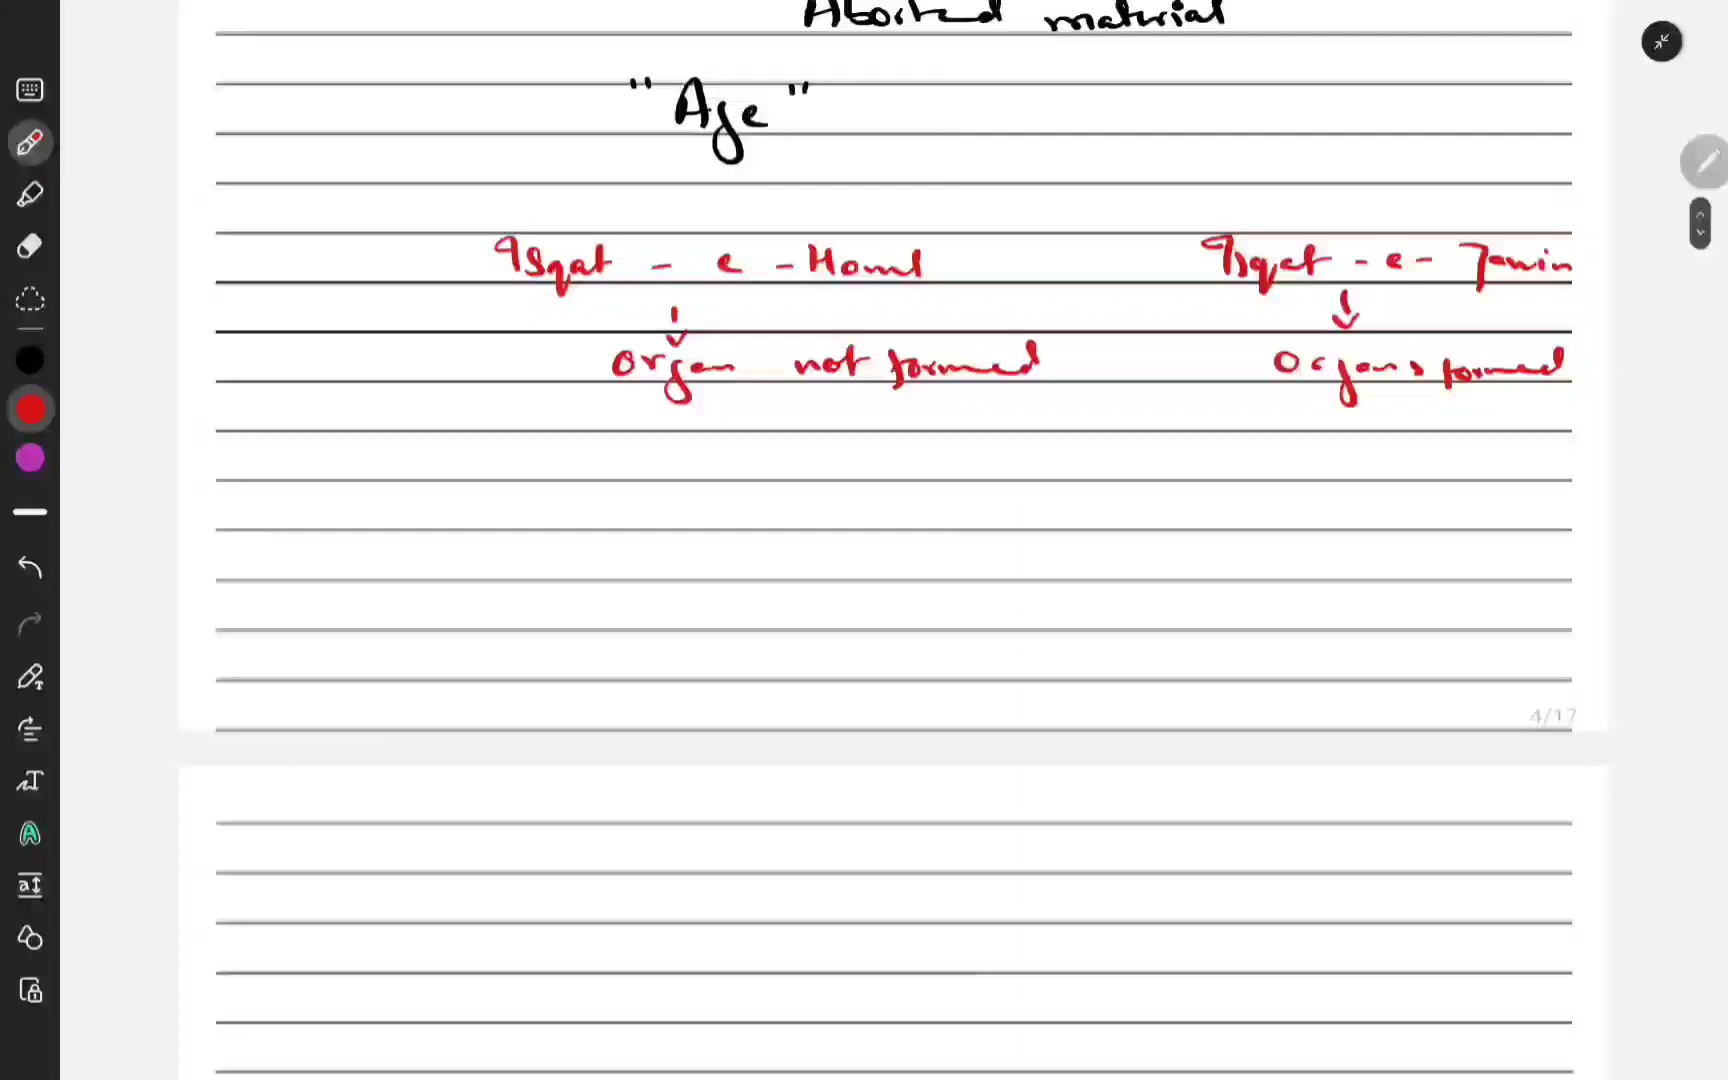 Aborted material
"Age"
Isqat - e - Haml Isqat - e - Janin
Organ not formed Organs formed
4/17